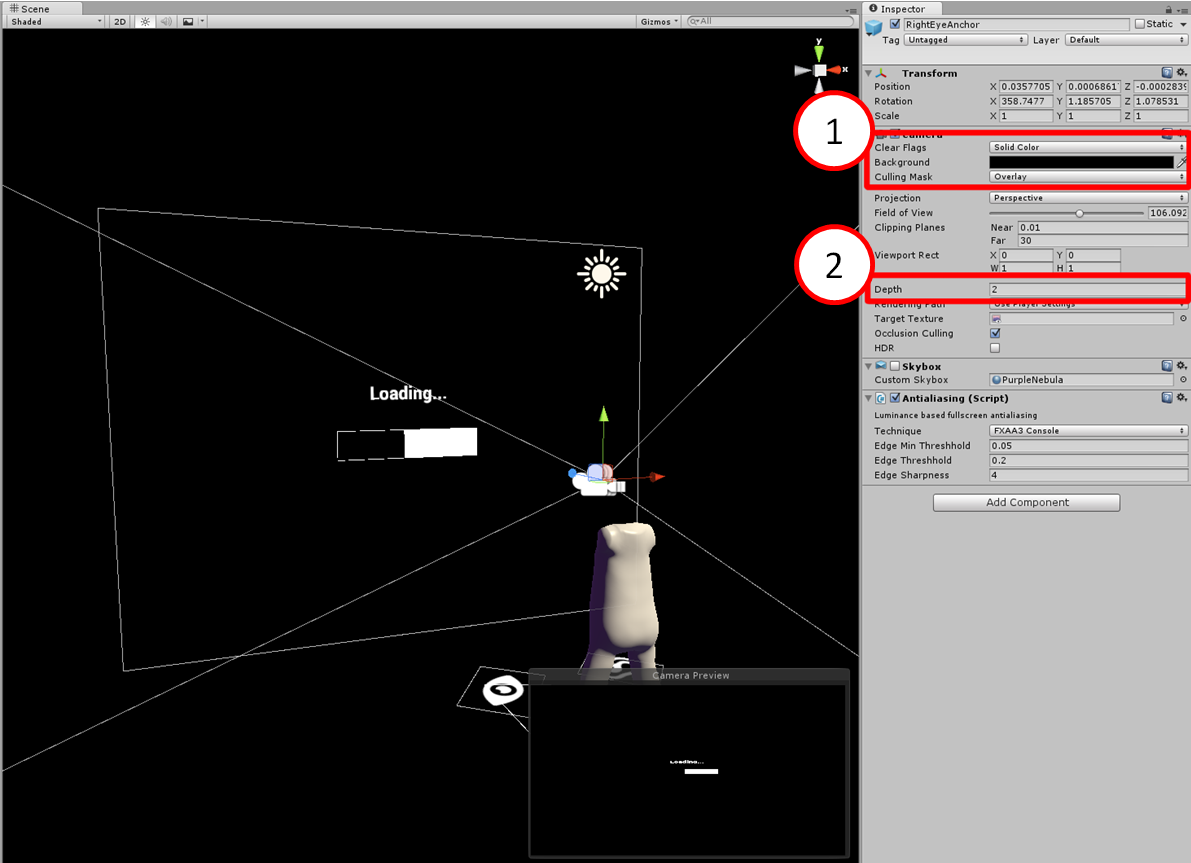 Scene
Shaded
2D
Gizmos
All
y
x
1
2
Loading...
Camera Preview
Loading...
Inspector
RightEyeAnchor
Static
Tag Untagged Layer Default
Transform
Position X 0.0357705 Y 0.0006861 Z -0.0002839
Rotation X 358.7477 Y 1.185705 Z 1.078531
Scale X 1 Y 1 Z 1
Camera
Clear Flags Solid Color
Background
Culling Mask Overlay
Projection Perspective
Field of View 106.092
Clipping Planes Near 0.01
Far 30
Viewport Rect X 0 Y 0
W 1 H 1
Depth 2
Rendering Path Use Player Settings
Target Texture
Occlusion Culling
HDR
Skybox
Custom Skybox PurpleNebula
Antialiasing (Script)
Luminance based fullscreen antialiasing
Technique FXAA3 Console
Edge Min Threshhold 0.05
Edge Threshhold 0.2
Edge Sharpness 4
Add Component